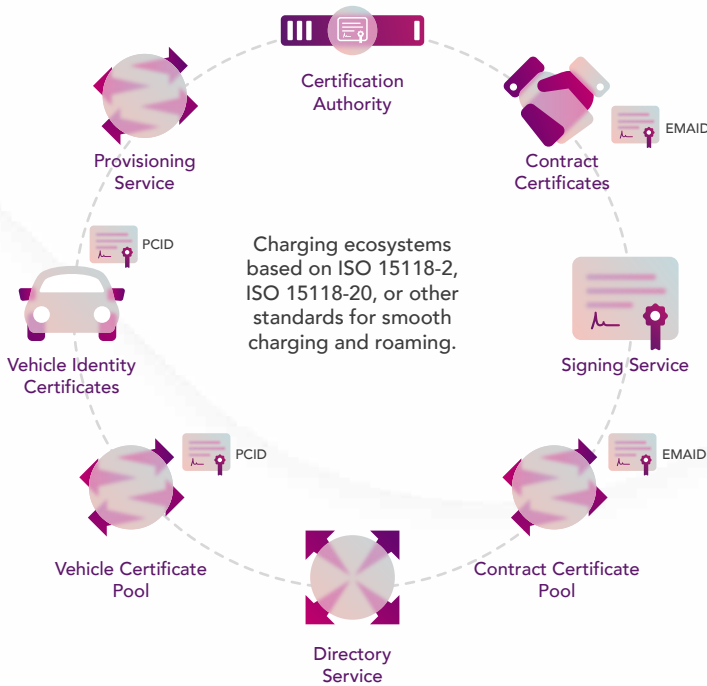 Certification
Authority
EMAID
Contract
Certificates
Provisioning
Service
PCID
Charging ecosystems
based on ISO 15118-2,
ISO 15118-20, or other
standards for smooth
charging and roaming.
Vehicle Identity
Certificates
Signing Service
PCID
EMAID
Vehicle Certificate
Pool
Contract Certificate
Pool
Directory
Service